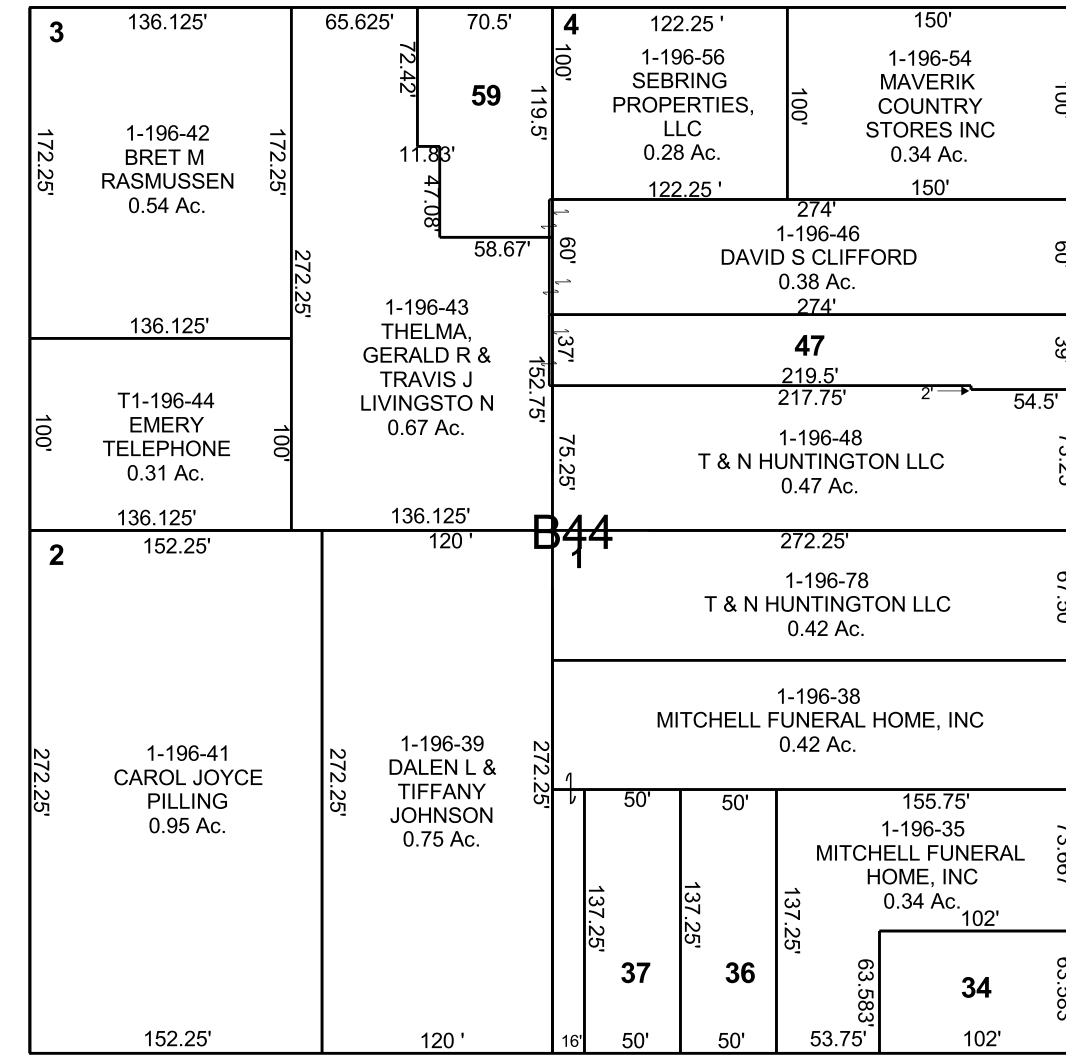 3
136.125'
172.25'
1-196-42
BRET M
RASMUSSEN
0.54 Ac.
172.25'
136.125'
T1-196-44
EMERY
TELEPHONE
0.31 Ac.
100'
100'
136.125'
65.625'
70.5'
72.42'
59
119.5'
11.83'
47.08'
58.67'
272.25'
1-196-43
THELMA,
GERALD R &
TRAVIS J
LIVINGSTO N
0.67 Ac.
152.75'
136.125'
4
122.25 '
100'
1-196-56
SEBRING
PROPERTIES,
LLC
0.28 Ac.
122.25 '
100'
150'
1-196-54
MAVERIK
COUNTRY
STORES INC
0.34 Ac.
100'
150'
274'
60'
1-196-46
DAVID S CLIFFORD
0.38 Ac.
60'
274'
37'
47
39'
219.5'
217.75'
2'
54.5'
75.25'
1-196-48
T & N HUNTINGTON LLC
0.47 Ac.
B44
1
2
152.25'
272.25'
1-196-41
CAROL JOYCE
PILLING
0.95 Ac.
152.25'
120 '
272.25'
1-196-39
DALEN L &
TIFFANY
JOHNSON
0.75 Ac.
272.25'
120 '
272.25'
1-196-78
T & N HUNTINGTON LLC
0.42 Ac.
67.50
1-196-38
MITCHELL FUNERAL HOME, INC
0.42 Ac.
50'
50'
155.75'
1-196-35
MITCHELL FUNERAL
HOME, INC
0.34 Ac.
73.667
137.25'
137.25'
137.25'
102'
37
36
63.583'
34
63.583
16'
50'
50'
53.75'
102'